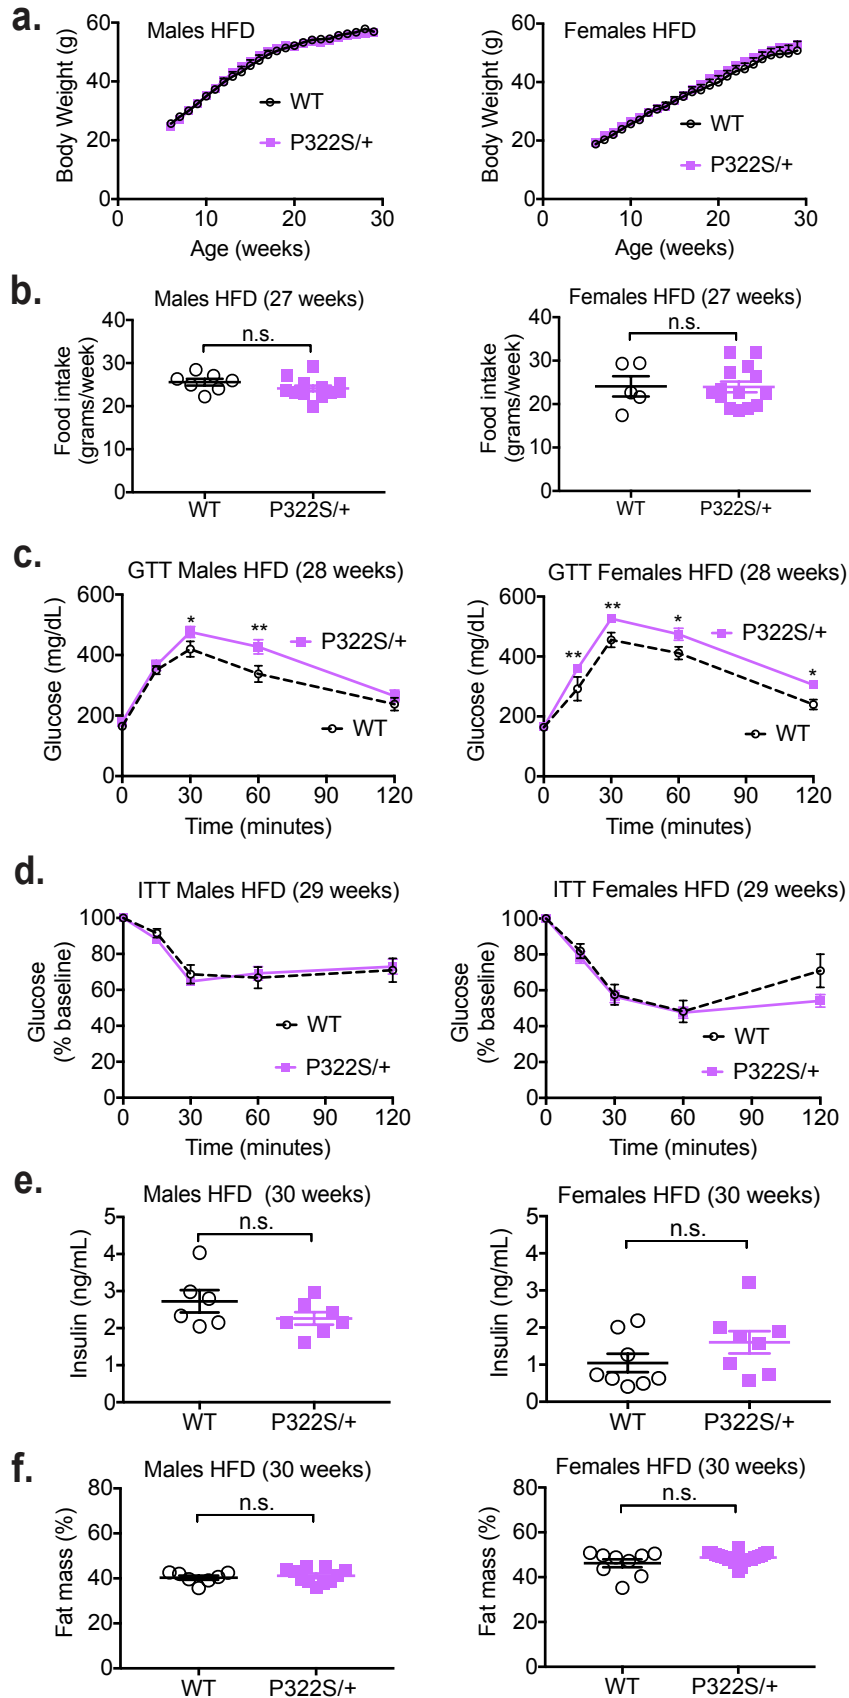 a.
Males HFD
Body Weight (g)
60
40
20
0
WT
P322S/+
0 10 20 30
Age (weeks)
Females HFD
Body Weight (g)
60
40
20
0
WT
P322S/+
0 10 20 30
Age (weeks)
b.
Males HFD (27 weeks)
n.s.
Food intake
(grams/week)
40
30
20
10
0
WT P322S/+
Females HFD (27 weeks)
n.s.
Food intake
(grams/week)
40
30
20
10
0
WT P322S/+
c.
GTT Males HFD (28 weeks)
Glucose (mg/dL)
600
400
200
0
* **
P322S/+
WT
0 30 60 90 120
Time (minutes)
GTT Females HFD (28 weeks)
Glucose (mg/dL)
600
400
200
0
** ** * *
P322S/+
WT
0 30 60 90 120
Time (minutes)
d.
ITT Males HFD (29 weeks)
Glucose
(% baseline)
100
80
60
40
20
0
WT
P322S/+
0 30 60 90 120
Time (minutes)
ITT Females HFD (29 weeks)
Glucose
(% baseline)
100
80
60
40
20
0
WT
P322S/+
0 30 60 90 120
Time (minutes)
e.
Males HFD (30 weeks)
n.s.
Insulin (ng/mL)
5
4
3
2
1
0
WT P322S/+
Females HFD (30 weeks)
n.s.
Insulin (ng/mL)
5
4
3
2
1
0
WT P322S/+
f.
Males HFD (30 weeks)
n.s.
Fat mass (%)
80
60
40
20
0
WT P322S/+
Females HFD (30 weeks)
n.s.
Fat mass (%)
80
60
40
20
0
WT P322S/+